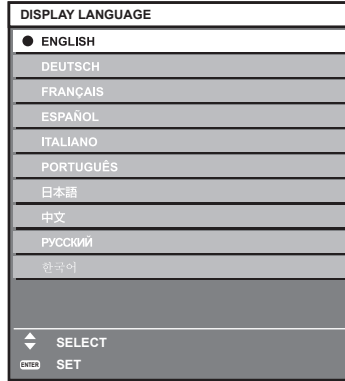 DISPLAY LANGUAGE
ENGLISH
DEUTSCH
FRANÇAIS
ESPAÑOL
ITALIANO
PORTUGUÊS
日本語
中文
РУССКИЙ
한국어
SELECT
ENTER SET